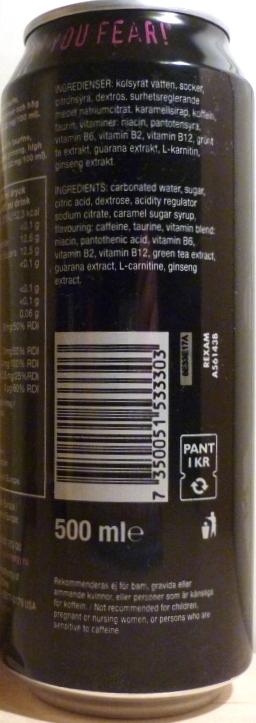 YOU FEAR!
INGREDIENSER: kolsyrat vatten, socker,
citronsyra, dextros, surhetsreglerande
medel natriumcitrat, karamellsirap, koffein,
taurin, vitaminer: niacin, pantotensyra,
vitamin B6, vitamin B2, vitamin B12, grönt
te extrakt, guarana extrakt, L-karnitin,
ginseng extrakt.
INGREDIENTS: carbonated water, sugar,
citric acid, dextrose, acidity regulator
sodium citrate, caramel sugar syrup,
flavouring: caffeine, taurine, vitamin blend:
niacin, pantothenic acid, vitamin B6,
vitamin B2, vitamin B12, green tea extract,
guarana extract, L-carnitine, ginseng
extract.
7 350051 533303
REXAM
A56143B
PANT
1 KR
500 ml e
Rekommenderas ej för barn, gravida eller
ammande kvinnor, eller personer som är känsliga
för koffein. / Not recommended for children,
pregnant or nursing women, or persons who are
sensitive to caffeine